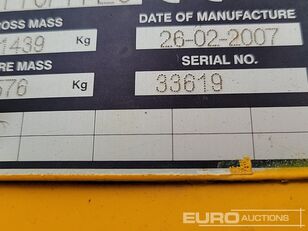 OSS MASS DATE OF MANUFACTURE
1439 Kg 26-02-2007
RE MASS SERIAL NO.
576 Kg 33619
EURO AUCTIONS